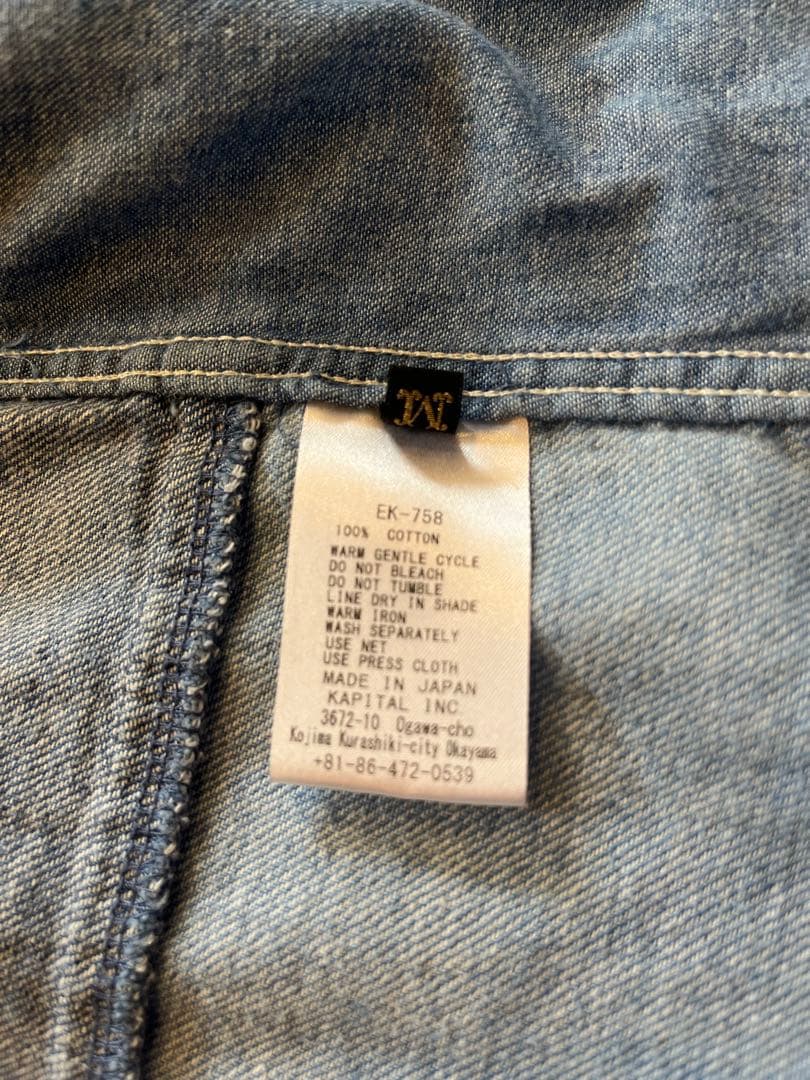 M
EK-758
100% COTTON
WARM GENTLE CYCLE
DO NOT BLEACH
DO NOT TUMBLE
LINE DRY IN SHADE
WARM IRON
WASH SEPARATELY
USE NET
USE PRESS CLOTH
MADE IN JAPAN
KAPITAL INC
3672-10 Ogawa-cho
Kojima Kurashiki-city Okayama
+81-86-472-0539